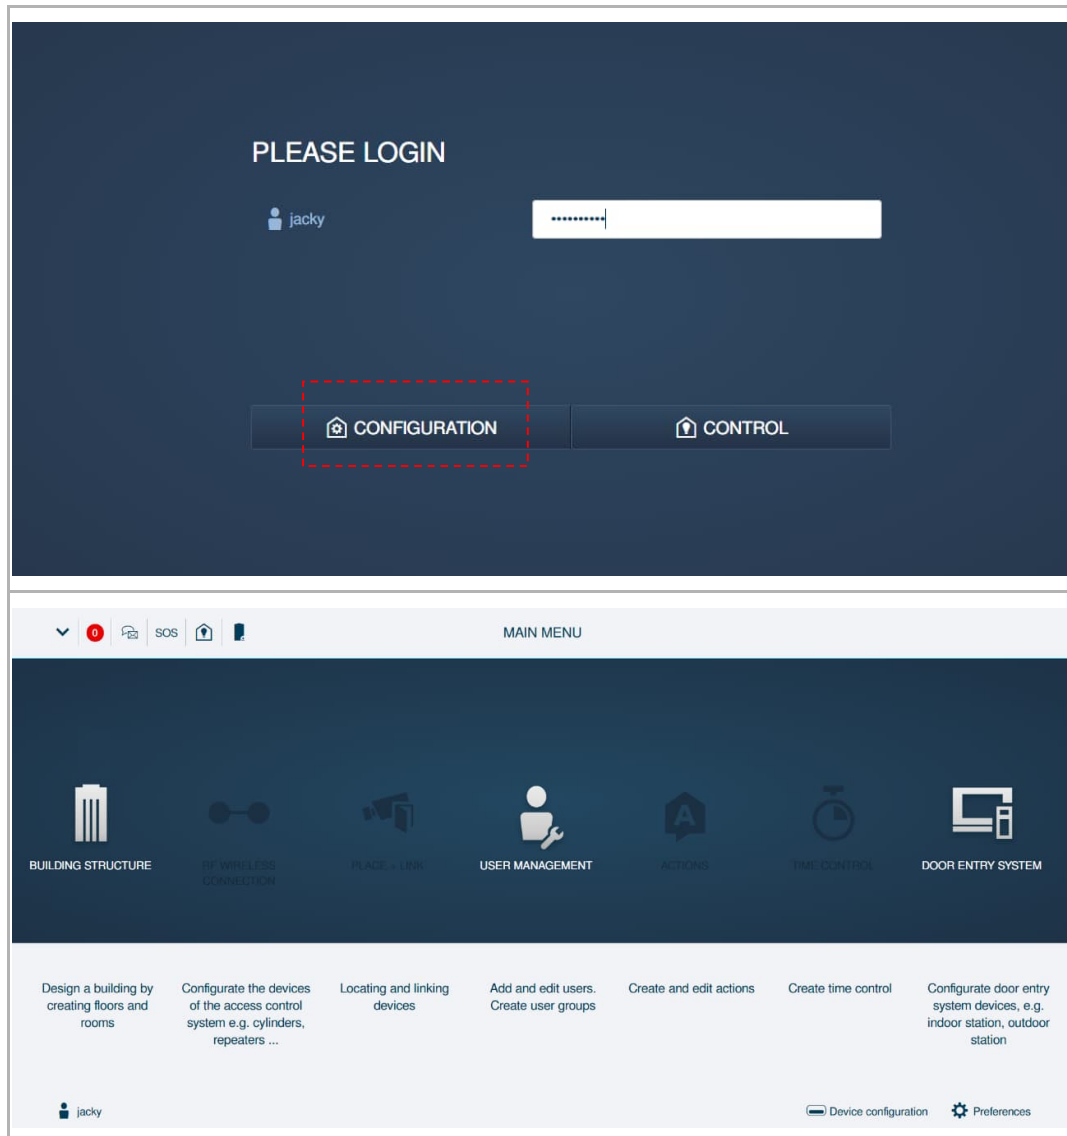 PLEASE LOGIN
jacky
••••••••••
CONFIGURATION
CONTROL
0
SOS
MAIN MENU
BUILDING STRUCTURE
RF WIRELESS
CONNECTION
PLACE + LINK
USER MANAGEMENT
ACTIONS
TIME CONTROL
DOOR ENTRY SYSTEM
Design a building by
creating floors and
rooms
Configurate the devices
of the access control
system e.g. cylinders,
repeaters ...
Locating and linking
devices
Add and edit users.
Create user groups
Create and edit actions
Create time control
Configurate door entry
system devices, e.g.
indoor station, outdoor
station
jacky
Device configuration
Preferences